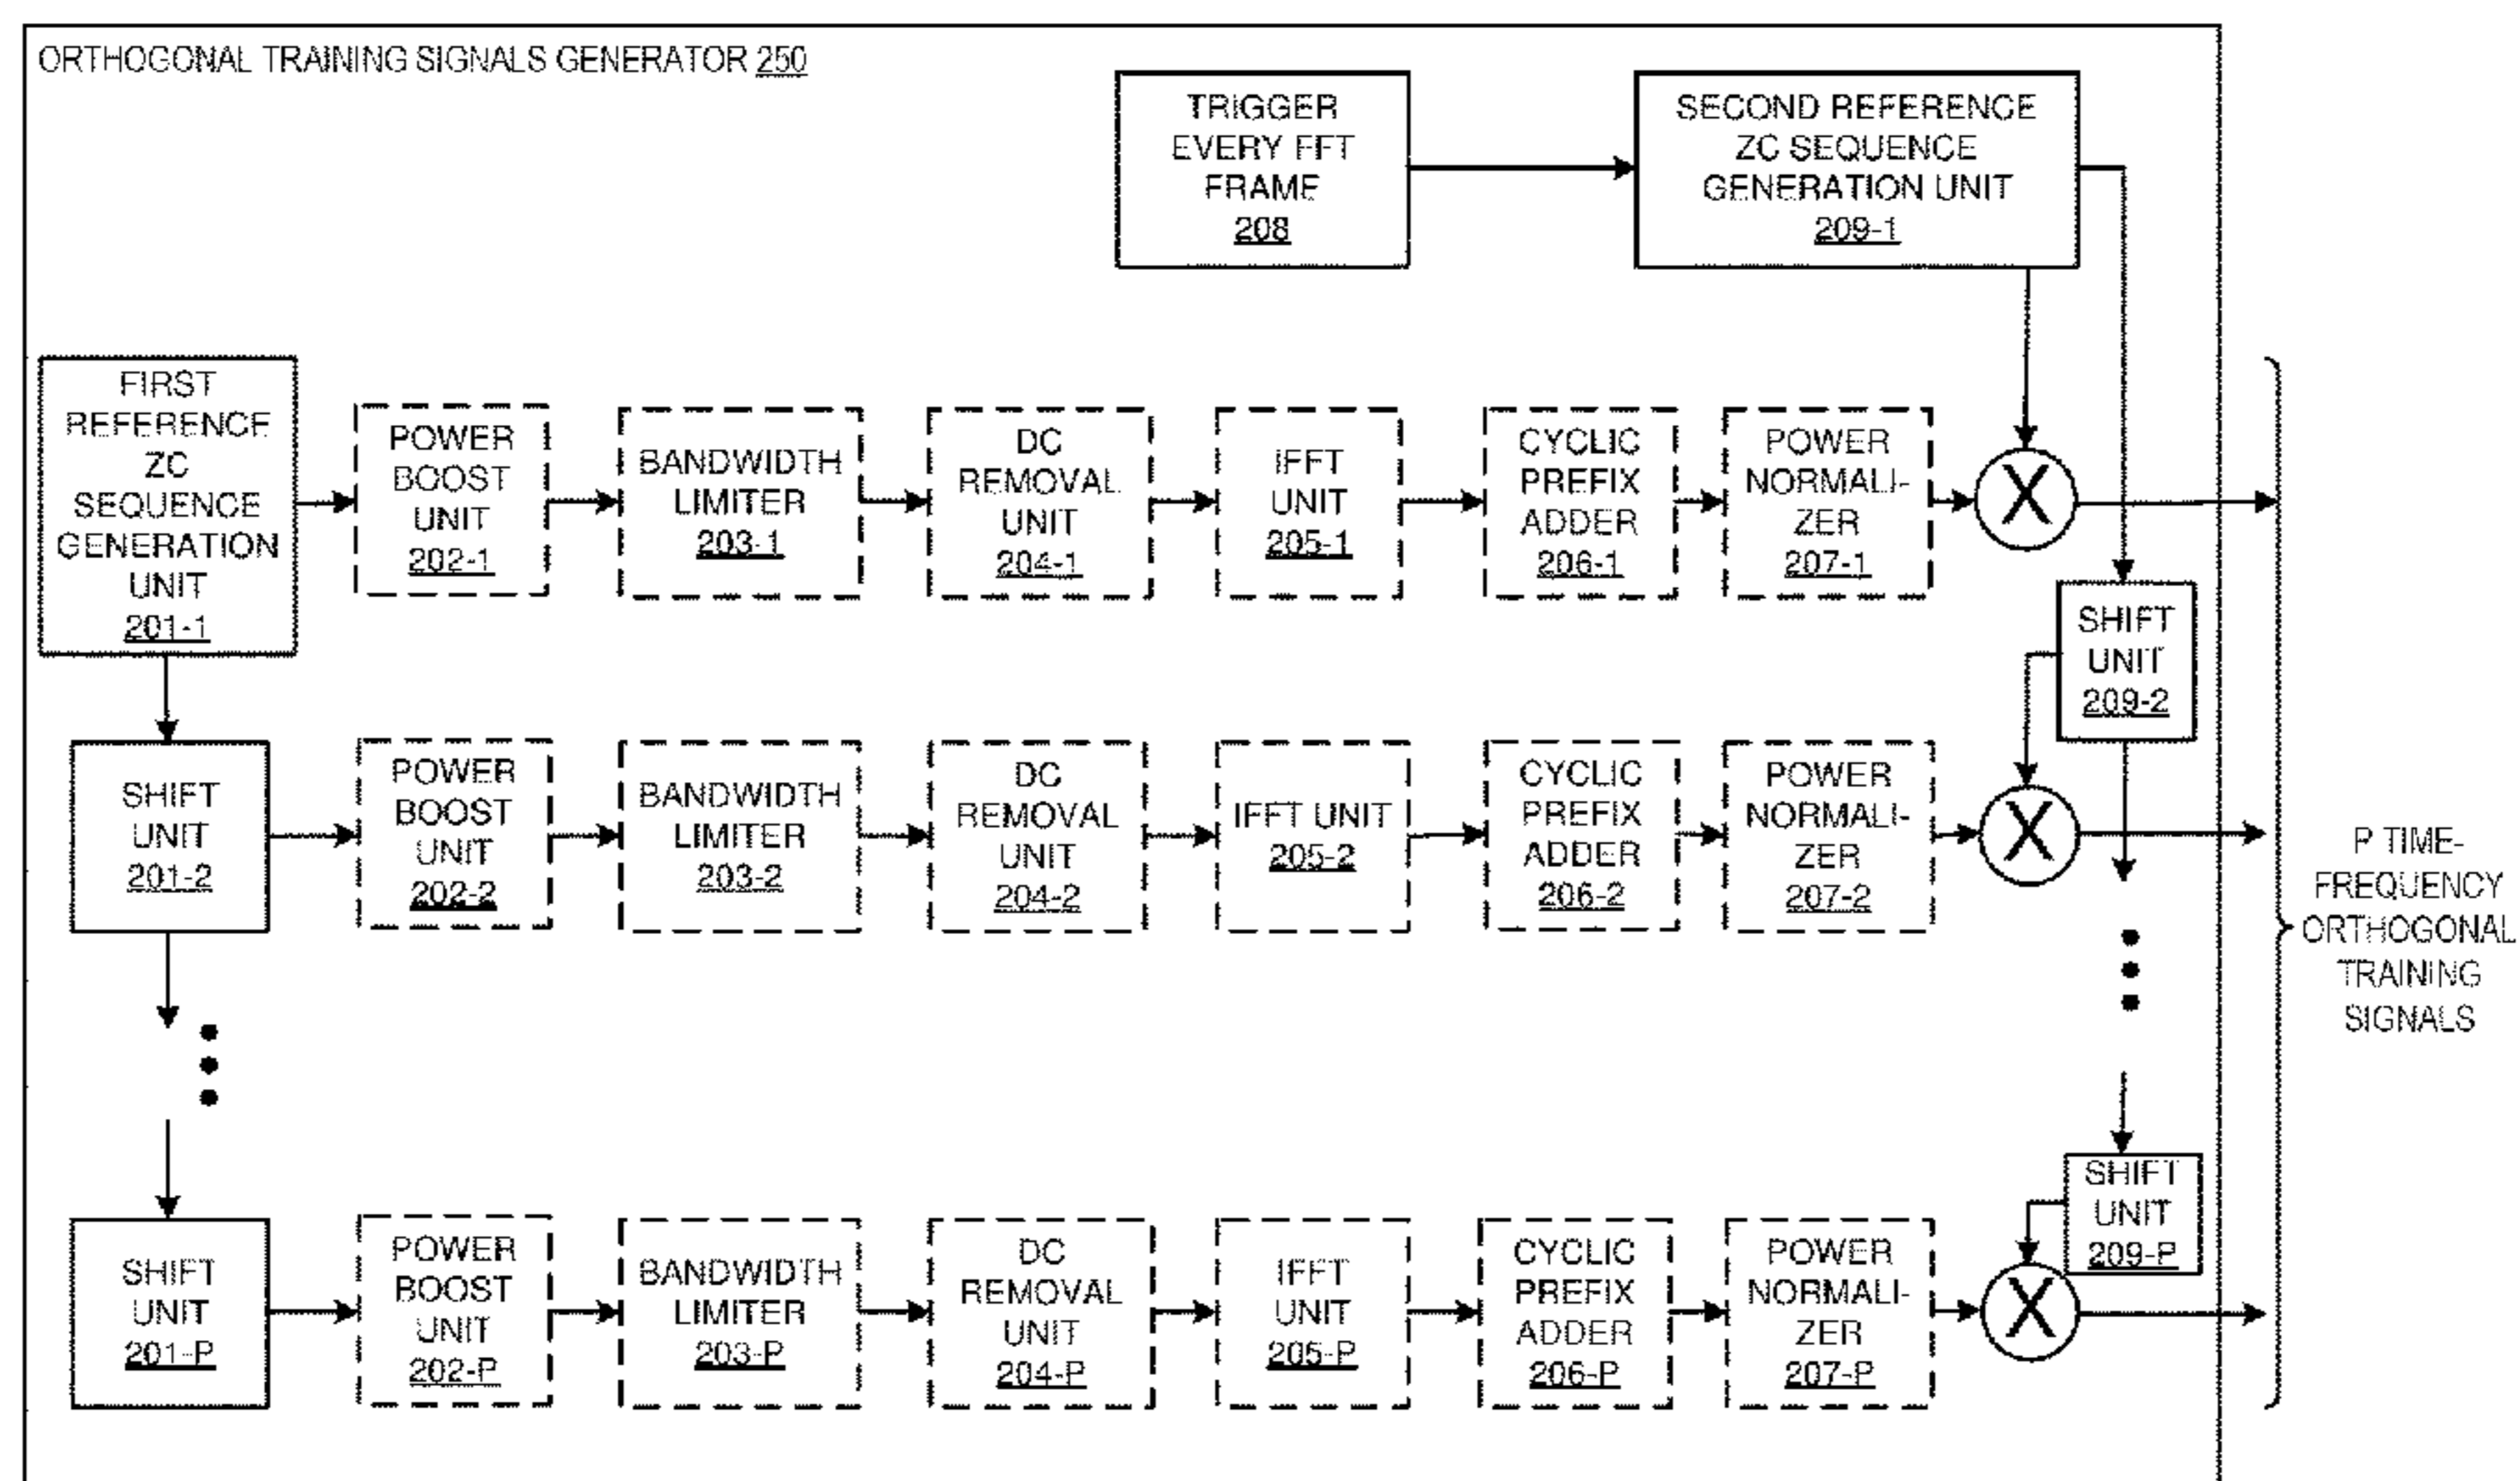 ORTHOGONAL TRAINING SIGNALS GENERATOR 250
TRIGGER
EVERY FFT
FRAME
208
SECOND REFERENCE
ZC SEQUENCE
GENERATION UNIT
209-1
FIRST
REFERENCE
ZC
SEQUENCE
GENERATION
UNIT
201-1
POWER
BOOST
UNIT
202-1
BANDWIDTH
LIMITER
203-1
DC
REMOVAL
UNIT
204-1
IFFT
UNIT
205-1
CYCLIC
PREFIX
ADDER
206-1
POWER
NORMALI-
ZER
207-1
X
SHIFT
UNIT
209-2
SHIFT
UNIT
201-2
POWER
BOOST
UNIT
202-2
BANDWIDTH
LIMITER
203-2
DC
REMOVAL
UNIT
204-2
IFFT UNIT
205-2
CYCLIC
PREFIX
ADDER
206-2
POWER
NORMALI-
ZER
207-2
X
P TIME-
FREQUENCY
ORTHOGONAL
TRAINING
SIGNALS
SHIFT
UNIT
209-P
SHIFT
UNIT
201-P
POWER
BOOST
UNIT
202-P
BANDWIDTH
LIMITER
203-P
DC
REMOVAL
UNIT
204-P
IFFT
UNIT
205-P
CYCLIC
PREFIX
ADDER
206-P
POWER
NORMALI-
ZER
207-P
X